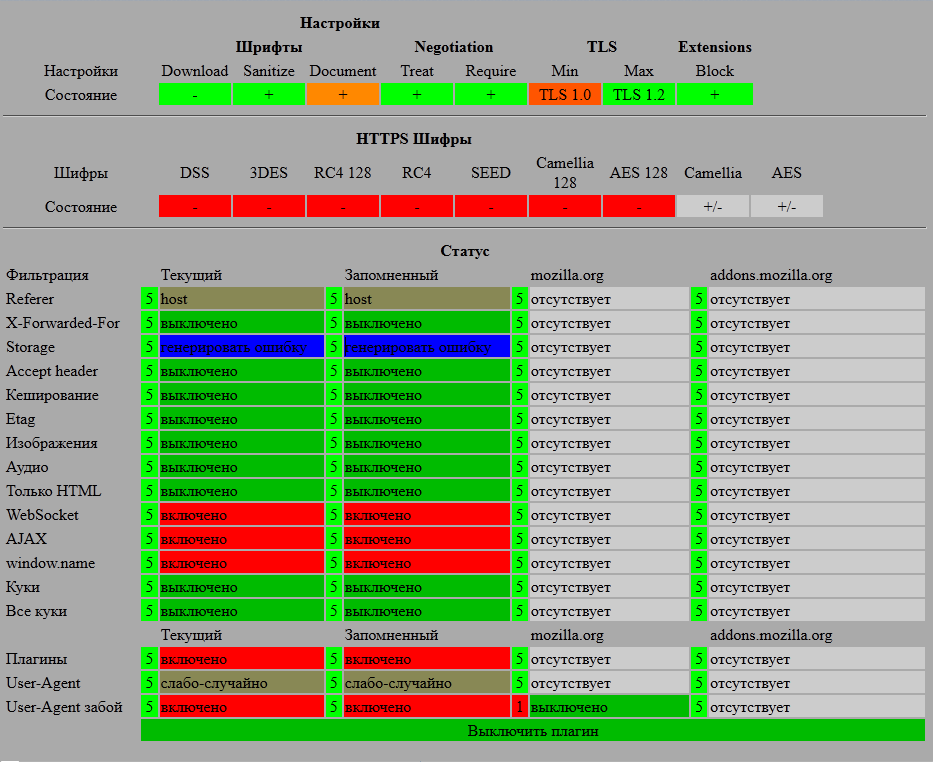 Настройки
Шрифты Negotiation TLS Extensions
Настройки Download Sanitize Document Treat Require Min Max Block
Состояние - + + + + TLS 1.0 TLS 1.2 +
HTTPS Шифры
Шифры DSS 3DES RC4 128 RC4 SEED Camellia 128 AES 128 Camellia AES
Состояние - - - - - - - +/- +/-
Статус
Фильтрация Текущий Запомненный mozilla.org addons.mozilla.org
Referer 5 host 5 host 5 отсутствует 5 отсутствует
X-Forwarded-For 5 выключено 5 выключено 5 отсутствует 5 отсутствует
Storage 5 генерировать ошибку 5 генерировать ошибку 5 отсутствует 5 отсутствует
Accept header 5 выключено 5 выключено 5 отсутствует 5 отсутствует
Кеширование 5 выключено 5 выключено 5 отсутствует 5 отсутствует
Etag 5 выключено 5 выключено 5 отсутствует 5 отсутствует
Изображения 5 выключено 5 выключено 5 отсутствует 5 отсутствует
Аудио 5 выключено 5 выключено 5 отсутствует 5 отсутствует
Только HTML 5 выключено 5 выключено 5 отсутствует 5 отсутствует
WebSocket 5 включено 5 включено 5 отсутствует 5 отсутствует
AJAX 5 включено 5 включено 5 отсутствует 5 отсутствует
window.name 5 включено 5 включено 5 отсутствует 5 отсутствует
Куки 5 выключено 5 выключено 5 отсутствует 5 отсутствует
Все куки 5 выключено 5 выключено 5 отсутствует 5 отсутствует
Текущий Запомненный mozilla.org addons.mozilla.org
Плагины 5 включено 5 включено 5 отсутствует 5 отсутствует
User-Agent 5 слабо-случайно 5 слабо-случайно 5 отсутствует 5 отсутствует
User-Agent забой 5 включено 5 включено 1 выключено 5 отсутствует
Выключить плагин